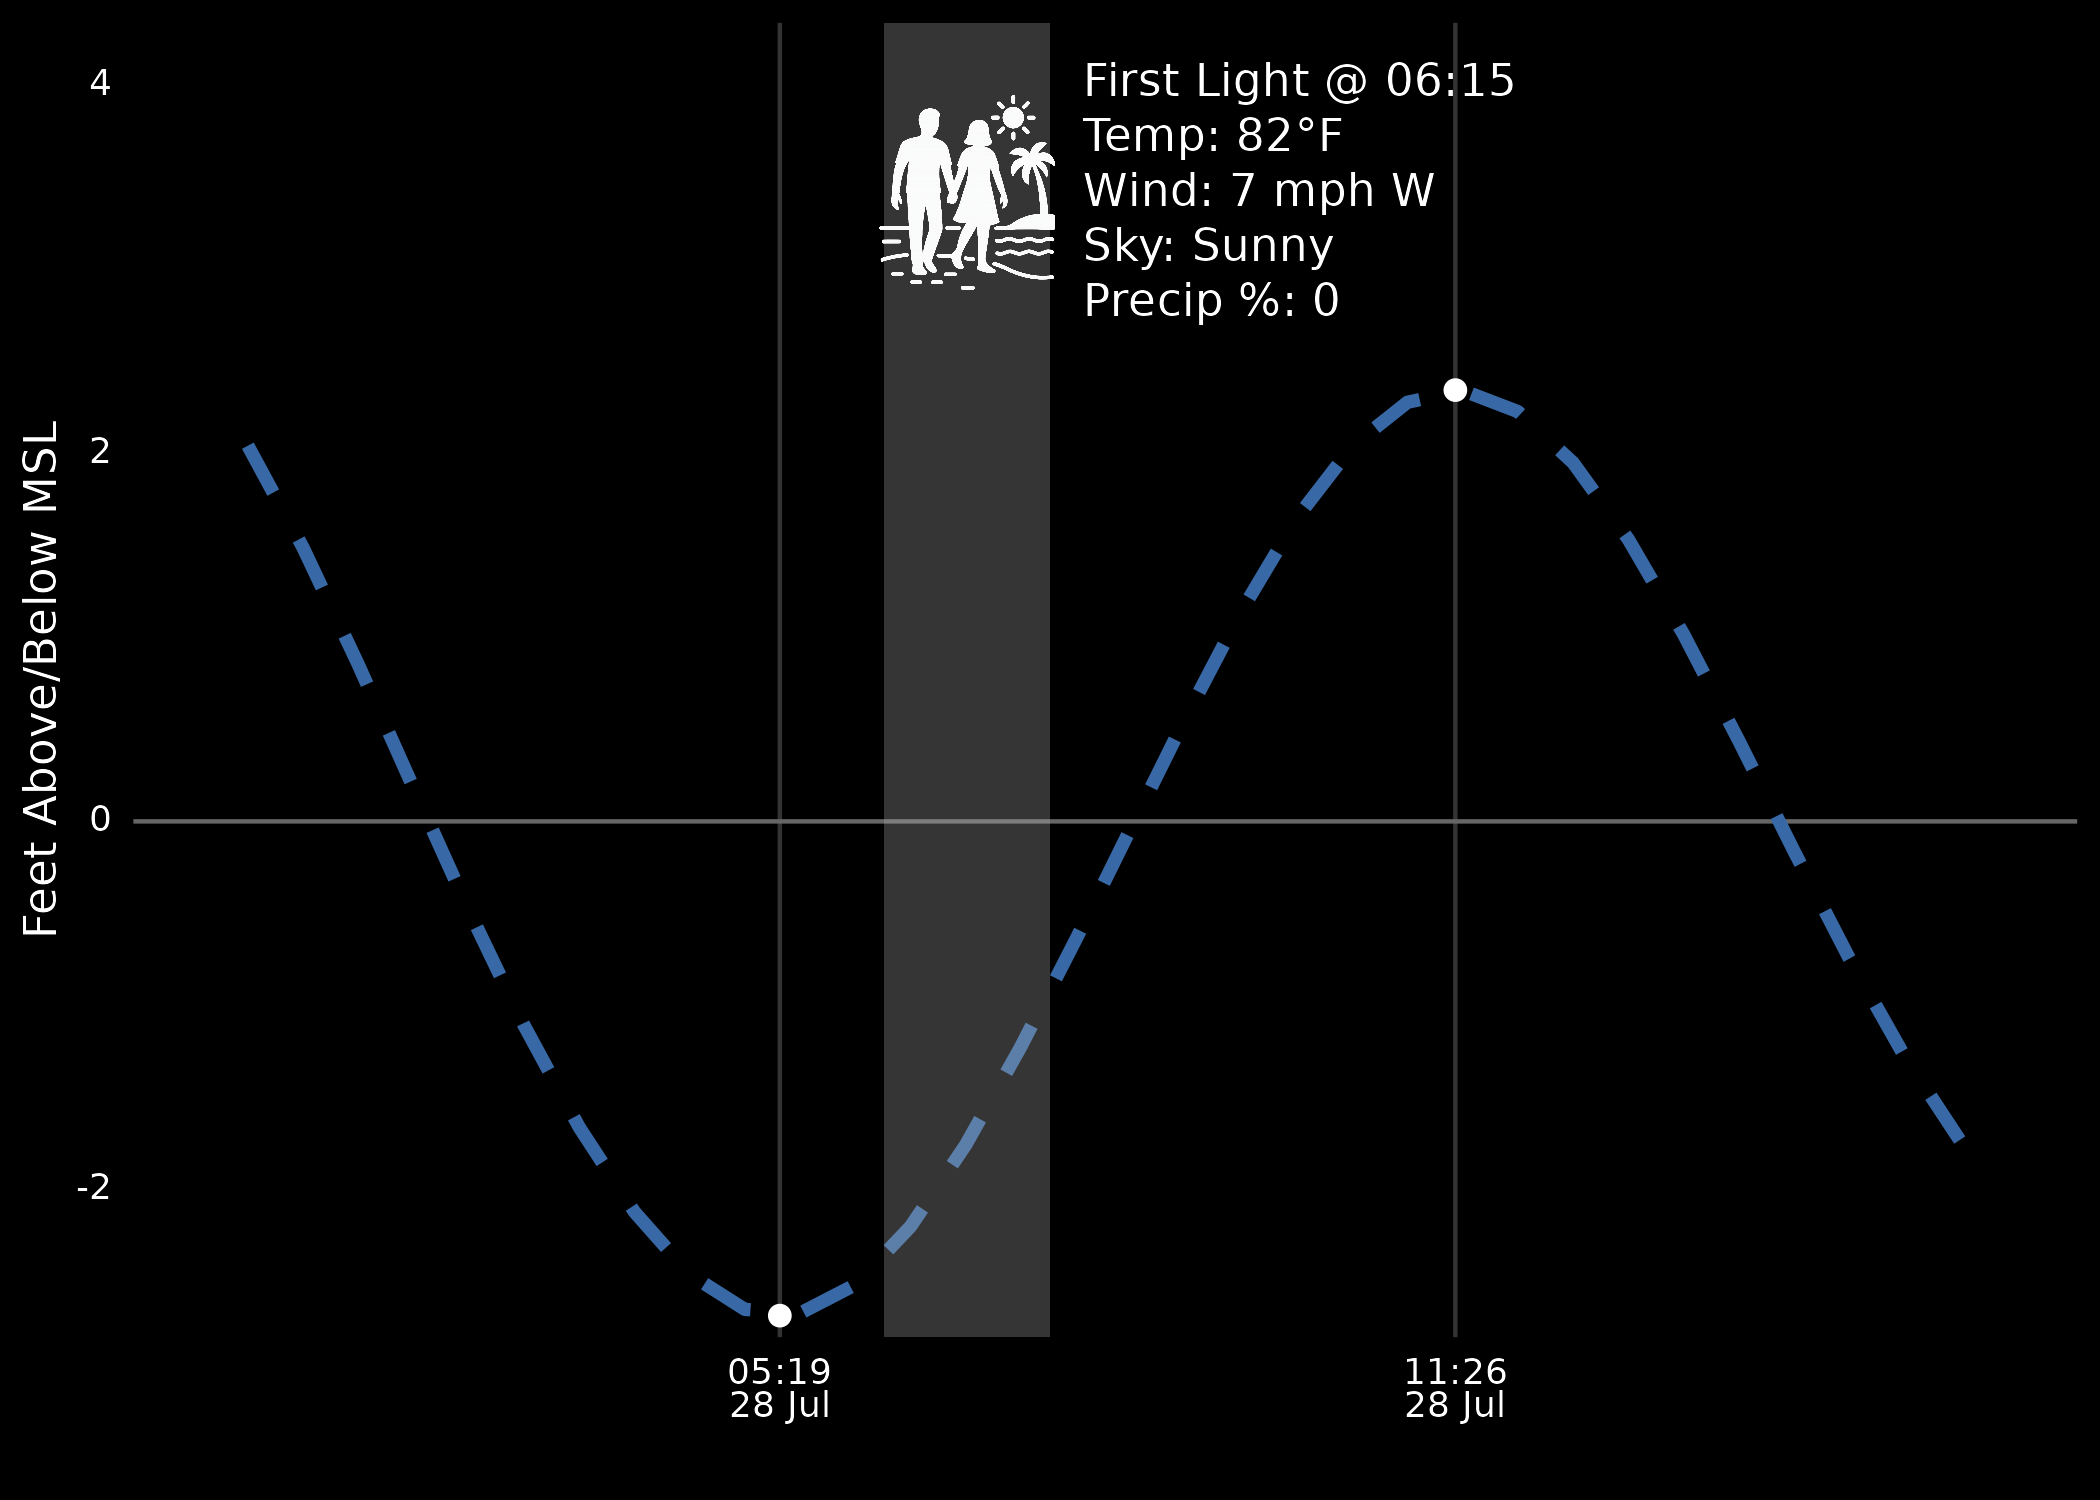 First Light @ 06:15
Temp: 82°F
Wind: 7 mph W
Sky: Sunny
Precip %: 0
Feet Above/Below MSL
4
2
0
-2
05:19
28 Jul
11:26
28 Jul